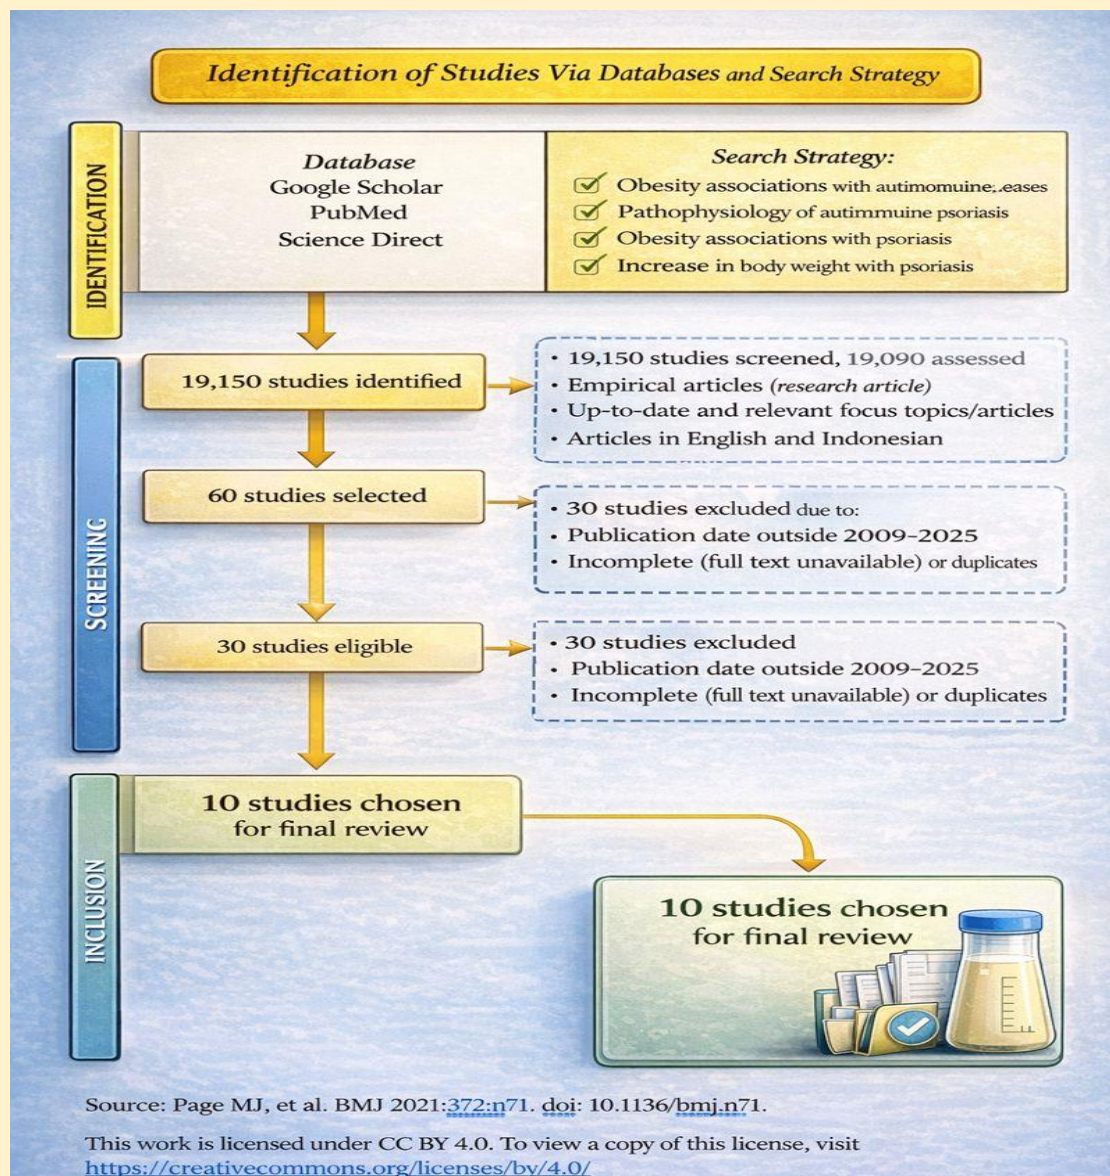 Identification of Studies Via Databases and Search Strategy
IDENTIFICATION
Database
Google Scholar
PubMed
Science Direct
Search Strategy:
Obesity associations with autimomuine;.eases
Pathophysiology of autimmuine psoriasis
Obesity associations with psoriasis
Increase in body weight with psoriasis
SCREENING
19,150 studies identified
• 19,150 studies screened, 19,090 assessed
• Empirical articles (research article)
• Up-to-date and relevant focus topics/articles
• Articles in English and Indonesian
60 studies selected
• 30 studies excluded due to:
• Publication date outside 2009–2025
• Incomplete (full text unavailable) or duplicates
30 studies eligible
• 30 studies excluded
• Publication date outside 2009–2025
• Incomplete (full text unavailable) or duplicates
INCLUSION
10 studies chosen
for final review
10 studies chosen
for final review
Source: Page MJ, et al. BMJ 2021:372:n71. doi: 10.1136/bmj.n71.
This work is licensed under CC BY 4.0. To view a copy of this license, visit
https://creativecommons.org/licenses/by/4.0/